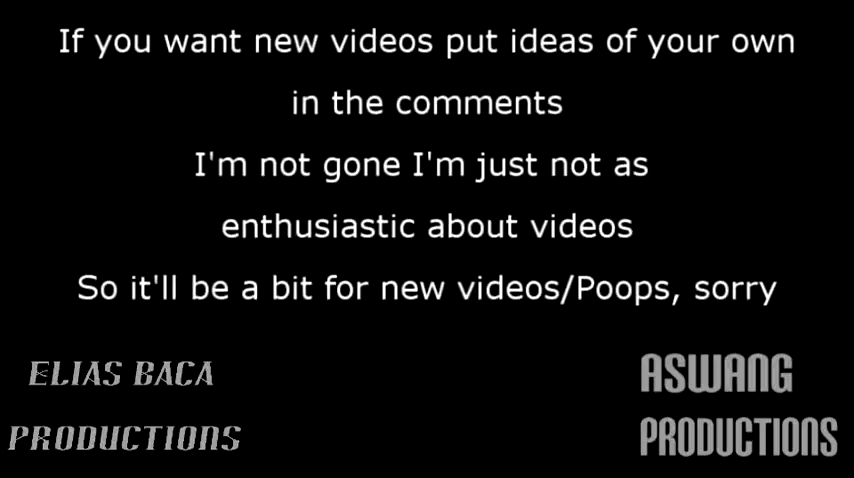 If you want new videos put ideas of your own
in the comments
I'm not gone I'm just not as
enthusiastic about videos
So it'll be a bit for new videos/Poops, sorry
ELIAS BACA
PRODUCTIONS
ASWANG
PRODUCTIONS